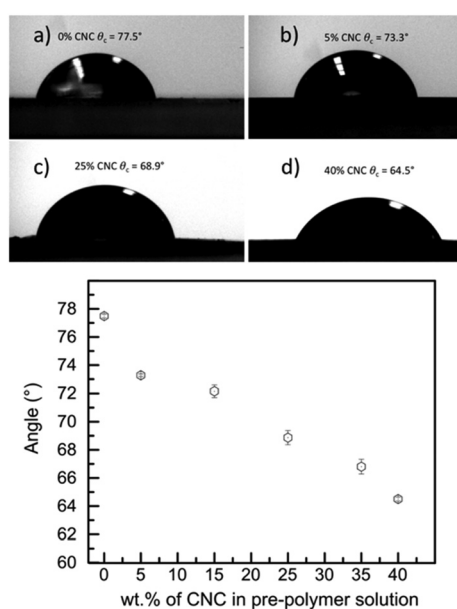 a) 0% CNC θc = 77.5°
b) 5% CNC θc = 73.3°
c) 25% CNC θc = 68.9°
d) 40% CNC θc = 64.5°
78
76
74
72
70
68
66
64
62
60
Angle (°)
0 5 10 15 20 25 30 35 40
wt.% of CNC in pre-polymer solution